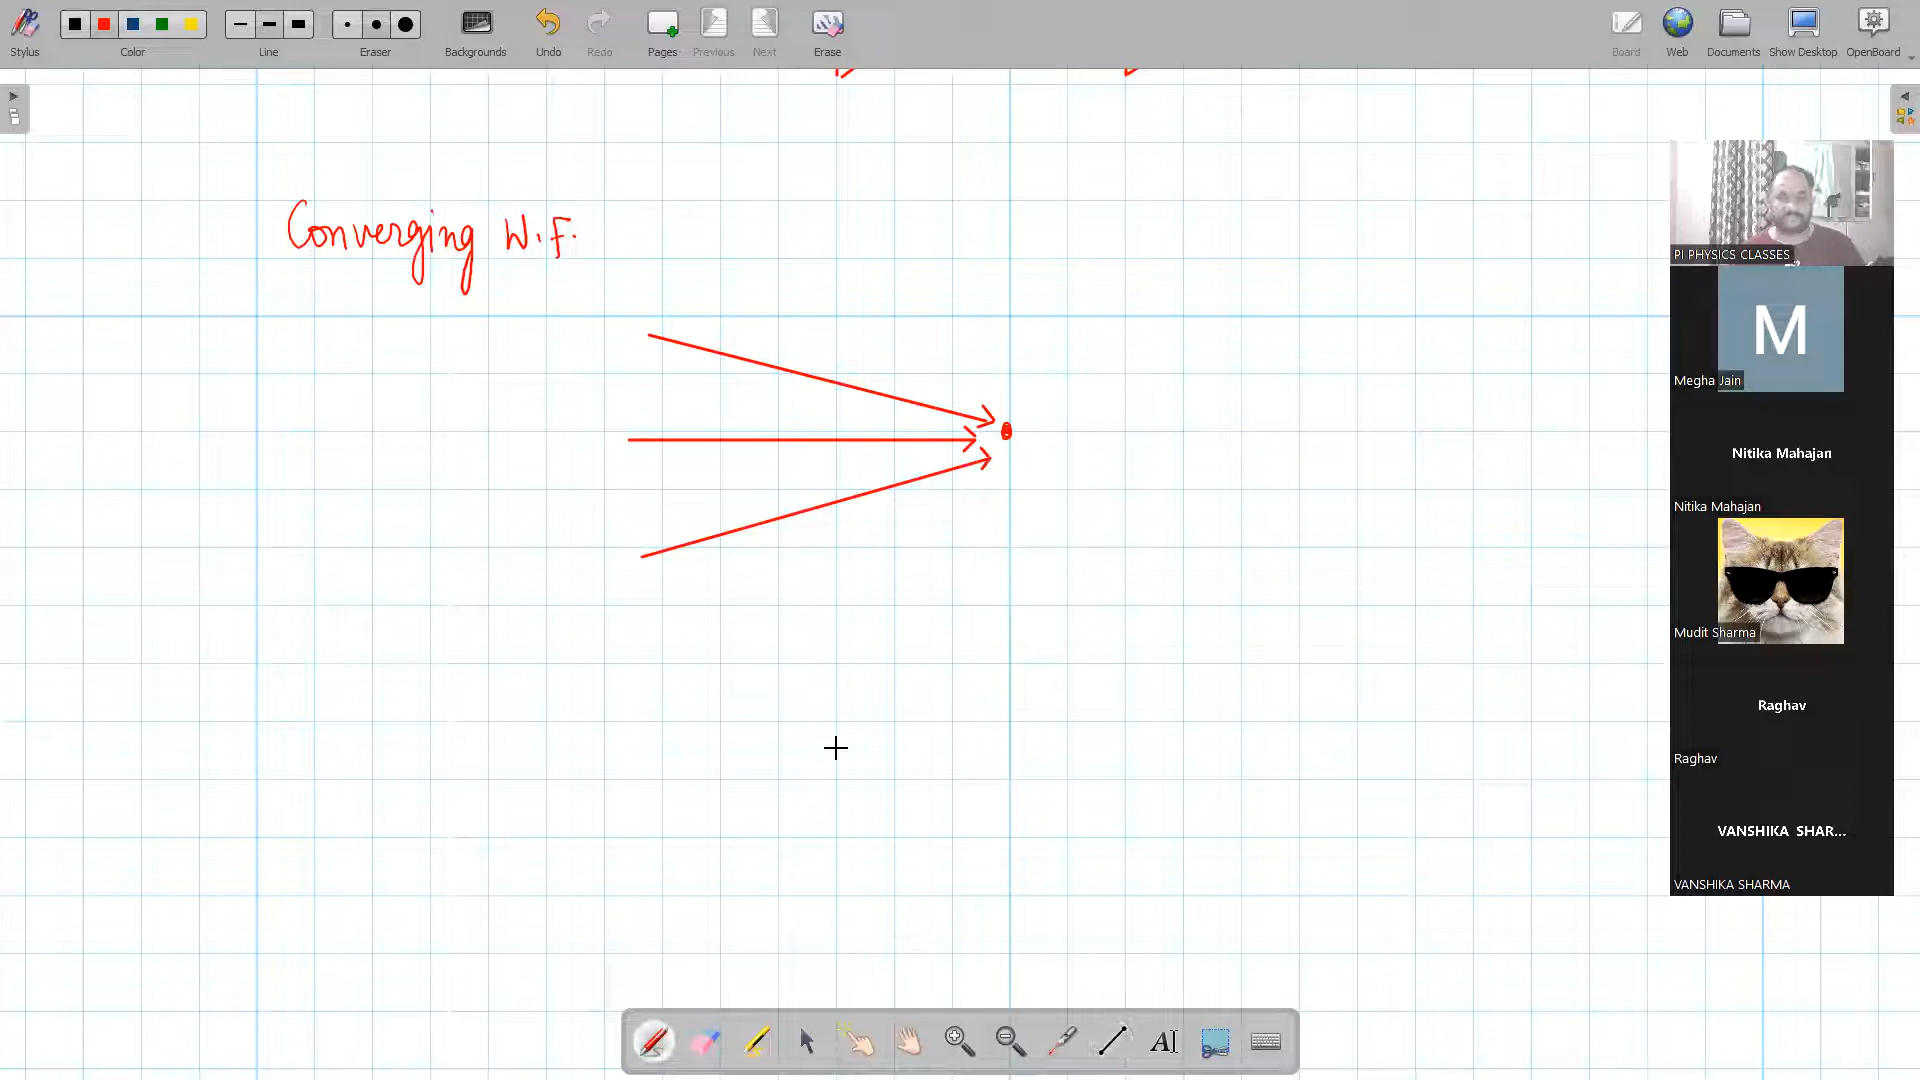 Stylus
Color
Line
Eraser
Backgrounds
Undo
Redo
Pages
Previous
Next
Erase
Board
Web
Documents
Show Desktop
OpenBoard
Converging W.F.
PI PHYSICS CLASSES
M
Megha Jain
Nitika Mahajan
Nitika Mahajan
Mudit Sharma
Raghav
Raghav
VANSHIKA SHAR...
VANSHIKA SHARMA